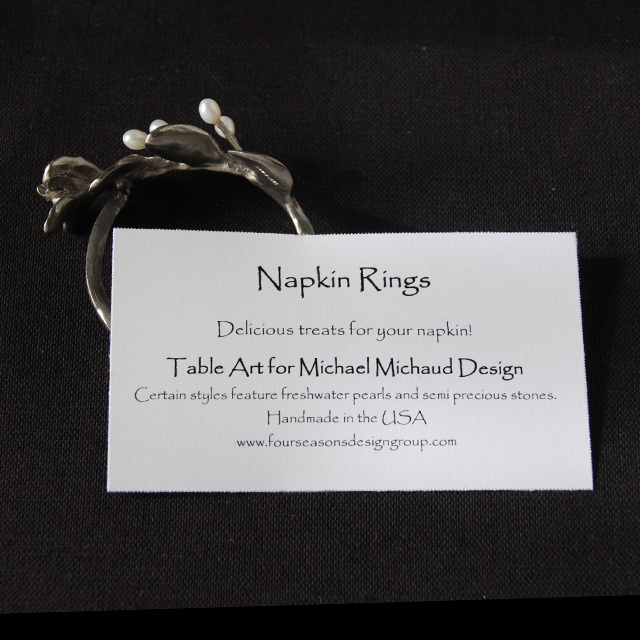 Napkin Rings
Delicious treats for your napkin!
Table Art for Michael Michaud Design
Certain styles feature freshwater pearls and semi precious stones.
Handmade in the USA
www.fourseasonsdesigngroup.com